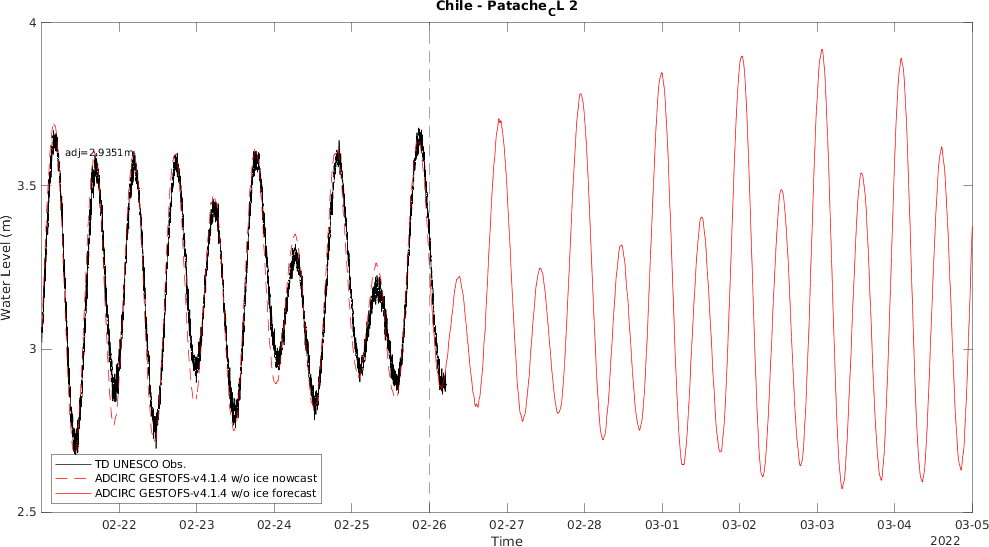 Chile - Patache_CL 2
4
adj=2.9351m
3.5
Water Level (m)
3
TD UNESCO Obs.
ADCIRC GESTOFS-v4.1.4 w/o ice nowcast
ADCIRC GESTOFS-v4.1.4 w/o ice forecast
2.5
02-22 02-23 02-24 02-25 02-26 02-27 02-28 03-01 03-02 03-03 03-04 03-05
Time
2022